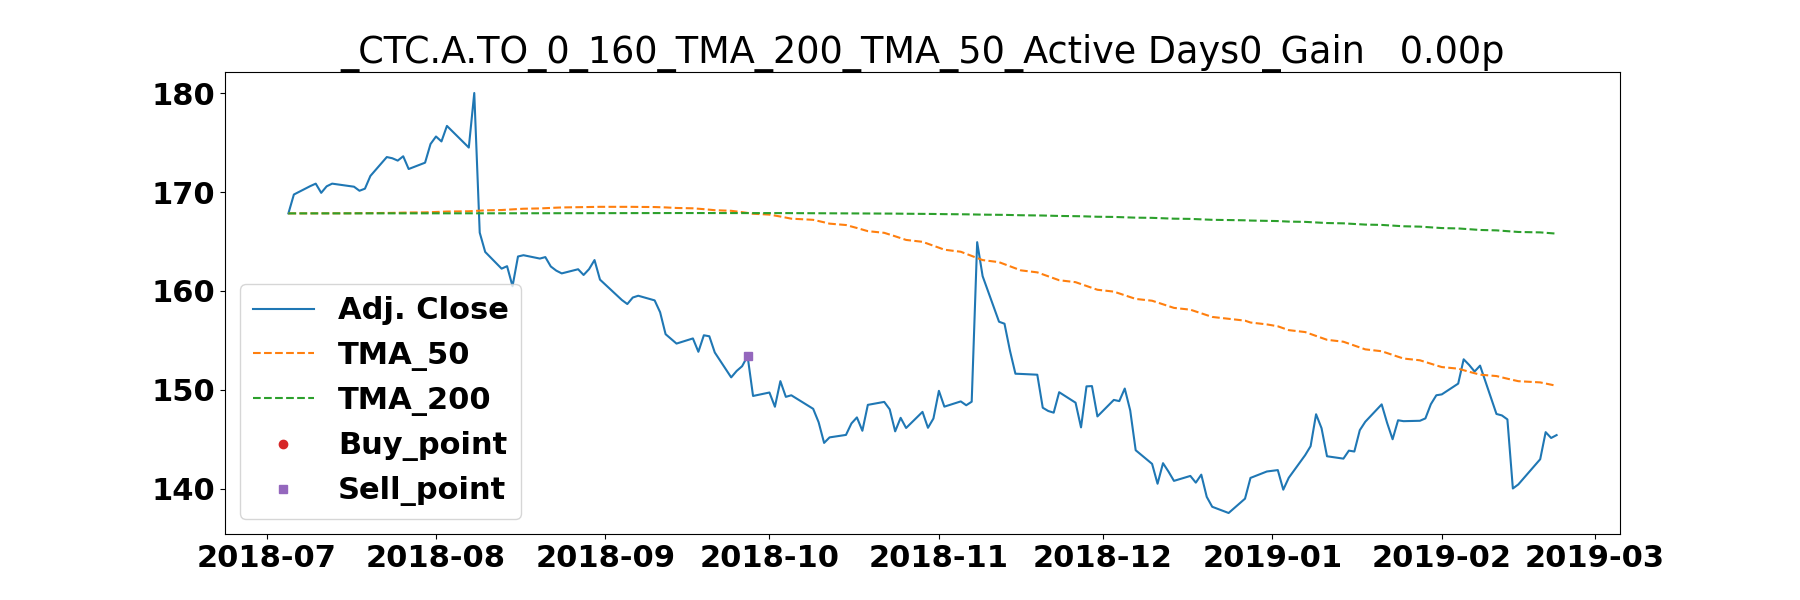 _CTC.A.TO_0_160_TMA_200_TMA_50_Active Days0_Gain   0.00p
180
170
160
150
140
Adj. Close
TMA_50
TMA_200
Buy_point
Sell_point
2018-07 2018-08 2018-09 2018-10 2018-11 2018-12 2019-01 2019-02 2019-03